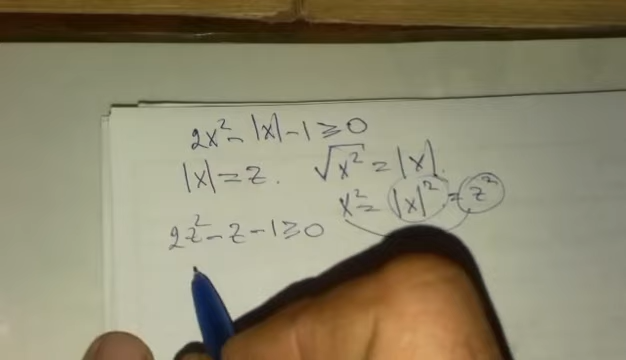 2x² - |x| - 1 ≥ 0
|x| = z. √x² = |x|.
x² = |x|² = z²
2z² - z - 1 ≥ 0